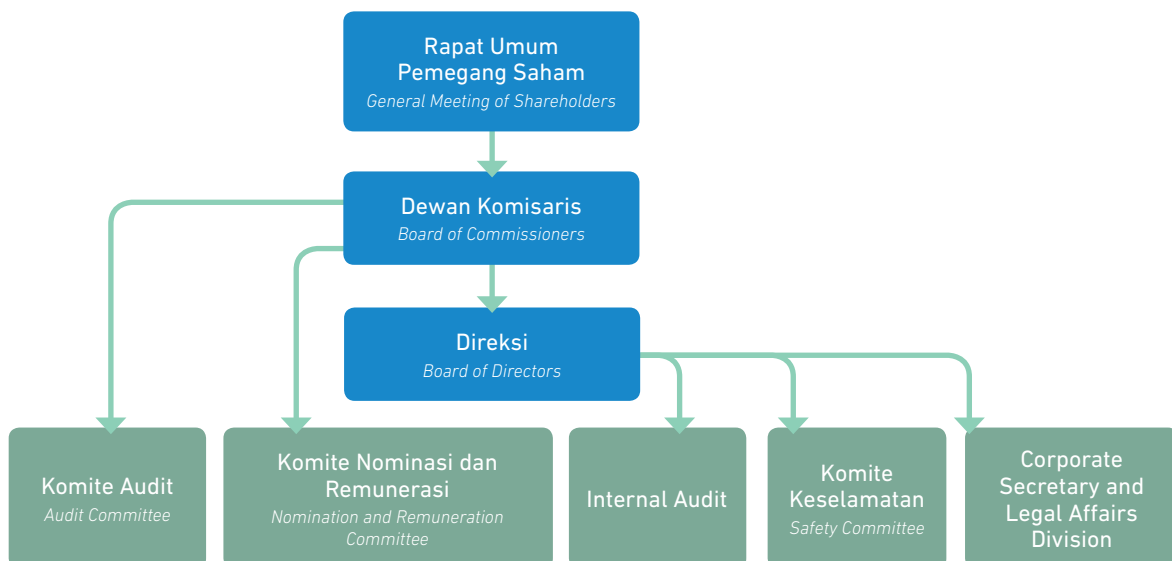 Rapat Umum
Pemegang Saham
General Meeting of Shareholders
Dewan Komisaris
Board of Commissioners
Direksi
Board of Directors
Komite Audit
Audit Committee
Komite Nominasi dan
Remunerasi
Nomination and Remuneration
Committee
Internal Audit
Komite
Keselamatan
Safety Committee
Corporate
Secretary and
Legal Affairs
Division